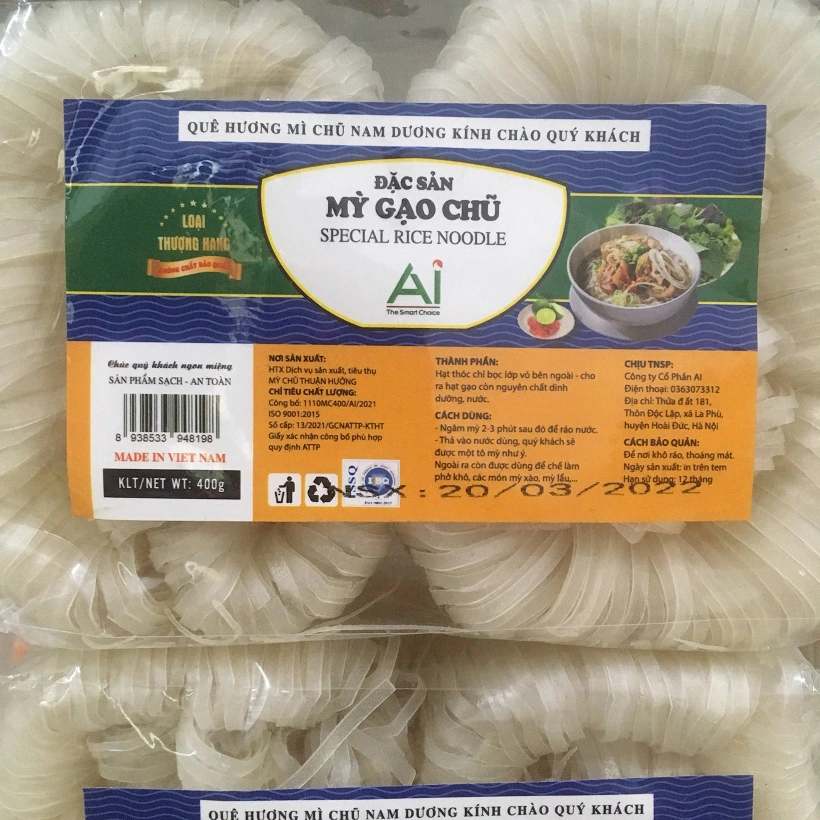 QUÊ HƯƠNG MÌ CHŨ NAM DƯƠNG KÍNH CHÀO QUÝ KHÁCH
LOẠI
THƯỢNG HẠNG
KHÔNG CHẤT BẢO QUẢN
ĐẶC SẢN
MỲ GẠO CHŨ
SPECIAL RICE NOODLE
Ai
The Smart Choice
Chúc quý khách ngon miệng
SẢN PHẨM SẠCH - AN TOÀN
8 938533 948198
MADE IN VIET NAM
KLT/NET WT: 400g
NƠI SẢN XUẤT:
HTX Dịch vụ sản xuất, tiêu thụ
MỲ CHŨ THUẬN HƯỞNG
CHỈ TIÊU CHẤT LƯỢNG:
Công bố: 1110MC400/AI/2021
ISO 9001:2015
Số cấp: 13/2021/GCNATTP-KTHT
Giấy xác nhận công bố phù hợp
quy định ATTP
ISQ
THÀNH PHẦN:
Hạt thóc chỉ bọc lớp vỏ bên ngoài - cho
ra hạt gạo còn nguyên chất dinh
dưỡng, nước.
CÁCH DÙNG:
- Ngâm mỳ 2-3 phút sau đó để ráo nước.
- Thả vào nước dùng, quý khách sẽ
được một tô mỳ như ý.
Ngoài ra còn được dùng để chế làm
phở khô, các món mỳ xào, mỳ lẩu,...
CHỊU TNSP:
Công ty Cổ Phần AI
Điện thoại: 0363073312
Địa chỉ: Thửa đ ất 181,
Thôn Độc Lập, xã La Phù,
huyện Hoài Đức, Hà Nội
CÁCH BẢO QUẢN:
Để nơi khô ráo, thoáng mát.
Ngày sản xuất: in trên tem
Hạn sử dụng: 12 tháng
NSX: 20/03/2022
QUÊ HƯƠNG MÌ CHŨ NAM DƯƠNG KÍNH CHÀO QUÝ KHÁCH